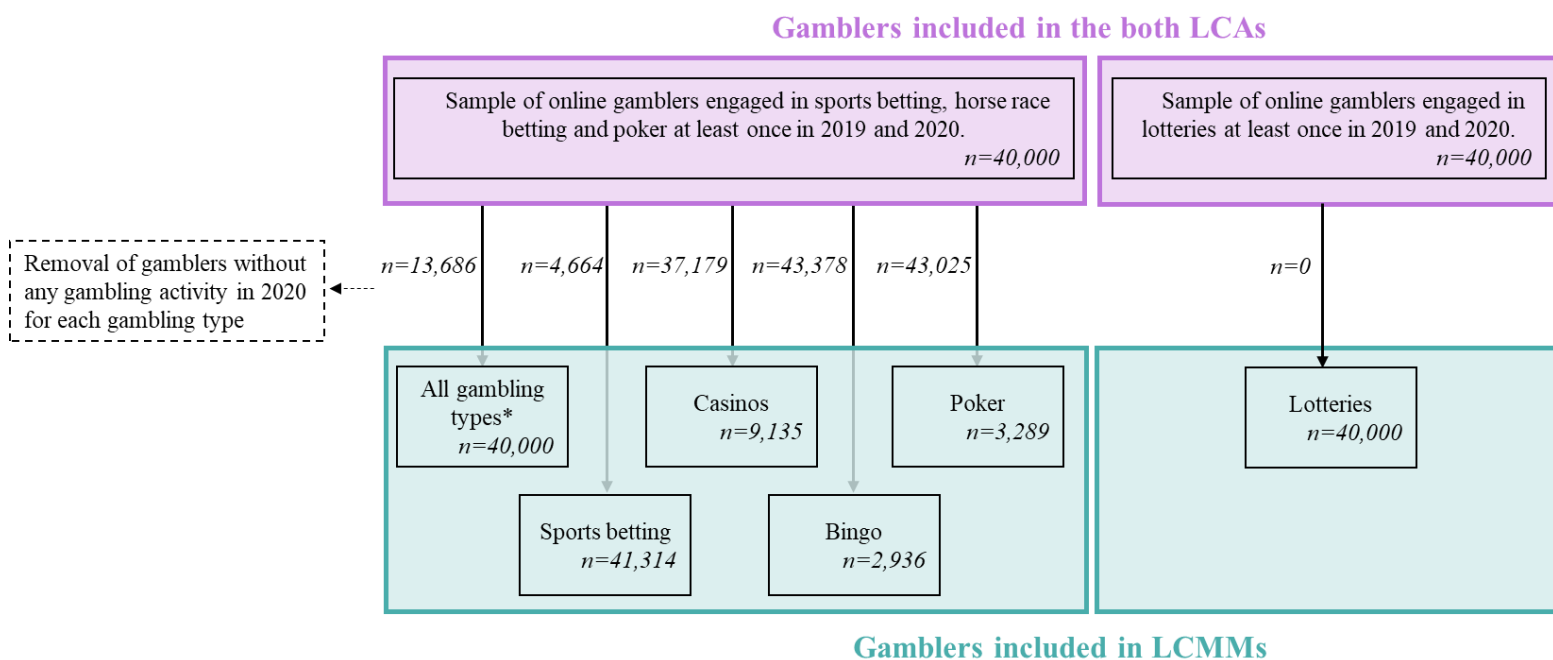 Gamblers included in the both LCAs
Sample of online gamblers engaged in sports betting, horse race
betting and poker at least once in 2019 and 2020.
n=40,000
Sample of online gamblers engaged in
lotteries at least once in 2019 and 2020.
n=40,000
Removal of gamblers without
any gambling activity in 2020
for each gambling type
n=13,686
n=4,664
n=37,179
n=43,378
n=43,025
n=0
All gambling
types*
n=40,000
Casinos
n=9,135
Poker
n=3,289
Lotteries
n=40,000
Sports betting
n=41,314
Bingo
n=2,936
Gamblers included in LCMMs